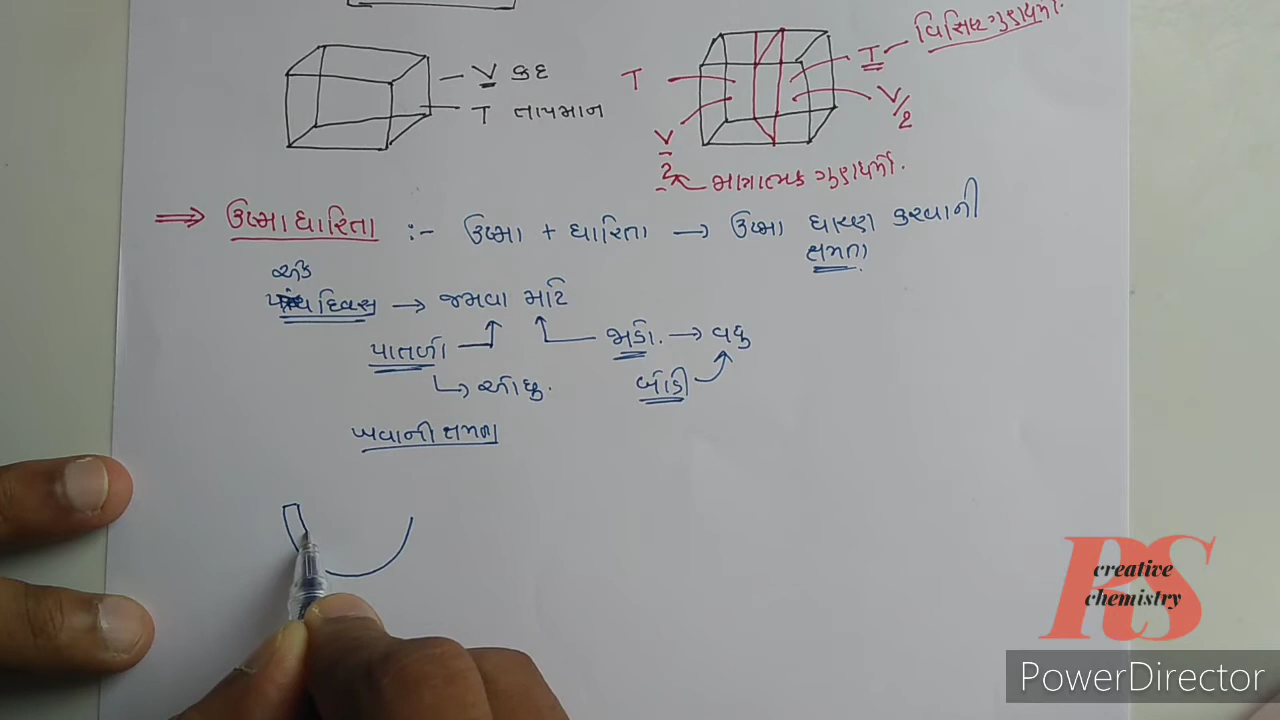 વિસિષ્ટ ગુણધર્મો.
V કદ
T તાપમાન
T
T
V/2
V/2
માત્રાત્મક ગુણધર્મો.
⇒ ઉષ્માધારિતા :- ઉષ્મા + ધારિતા → ઉષ્મા ધારણ કરવાની
ક્ષમતા
એક
દિવસ → જમવા માટે
પાતળો
જાડો. → વધુ
ઓછુ.
ખાવાની ક્ષમતા
RS
creative
chemistry
PowerDirector